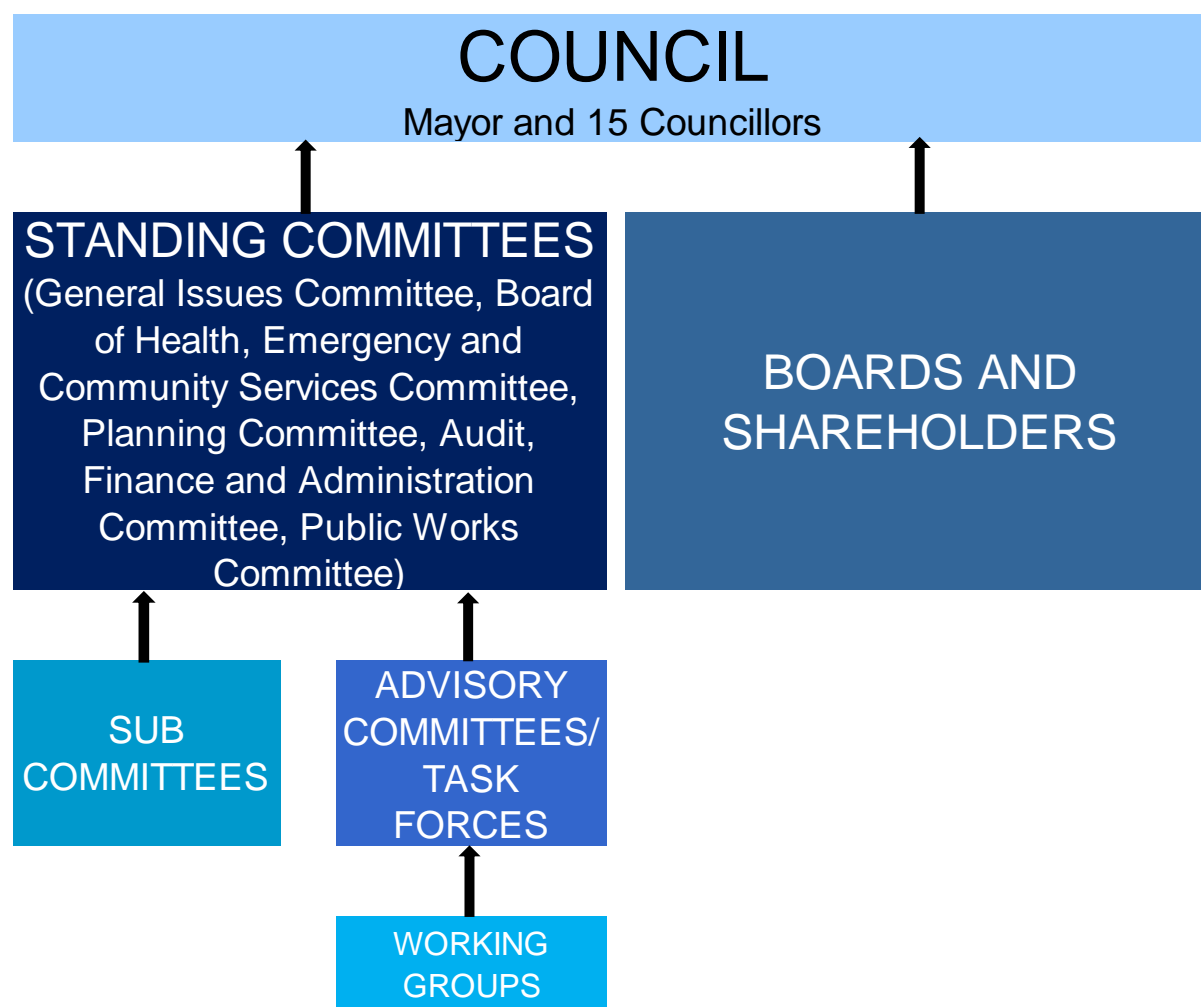 COUNCIL
Mayor and 15 Councillors
STANDING COMMITTEES
(General Issues Committee, Board
of Health, Emergency and
Community Services Committee,
Planning Committee, Audit,
Finance and Administration
Committee, Public Works
Committee)
BOARDS AND
SHAREHOLDERS
SUB
COMMITTEES
ADVISORY
COMMITTEES/
TASK
FORCES
WORKING
GROUPS